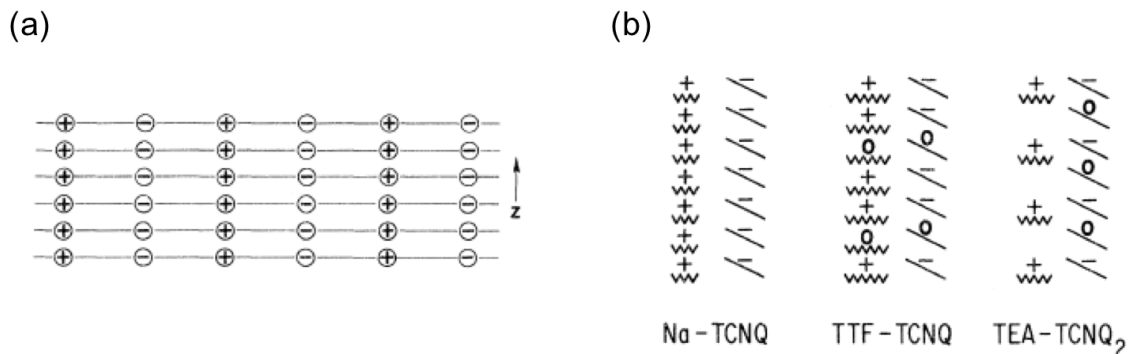 (a)
(b)
z
Na-TCNQ
TTF-TCNQ
TEA-TCNQ₂
+ − + − + −
+ − + − + −
+ − + − + −
+ − + − + −
+ − + − + −
+ − + − + −
+ −
+ −
+ −
+ −
+ −
+ −
+ −
+ −
+ −
O O
+ −
+ −
O O
+ −
+ −
O
+ −
O
+ −
O
+ −